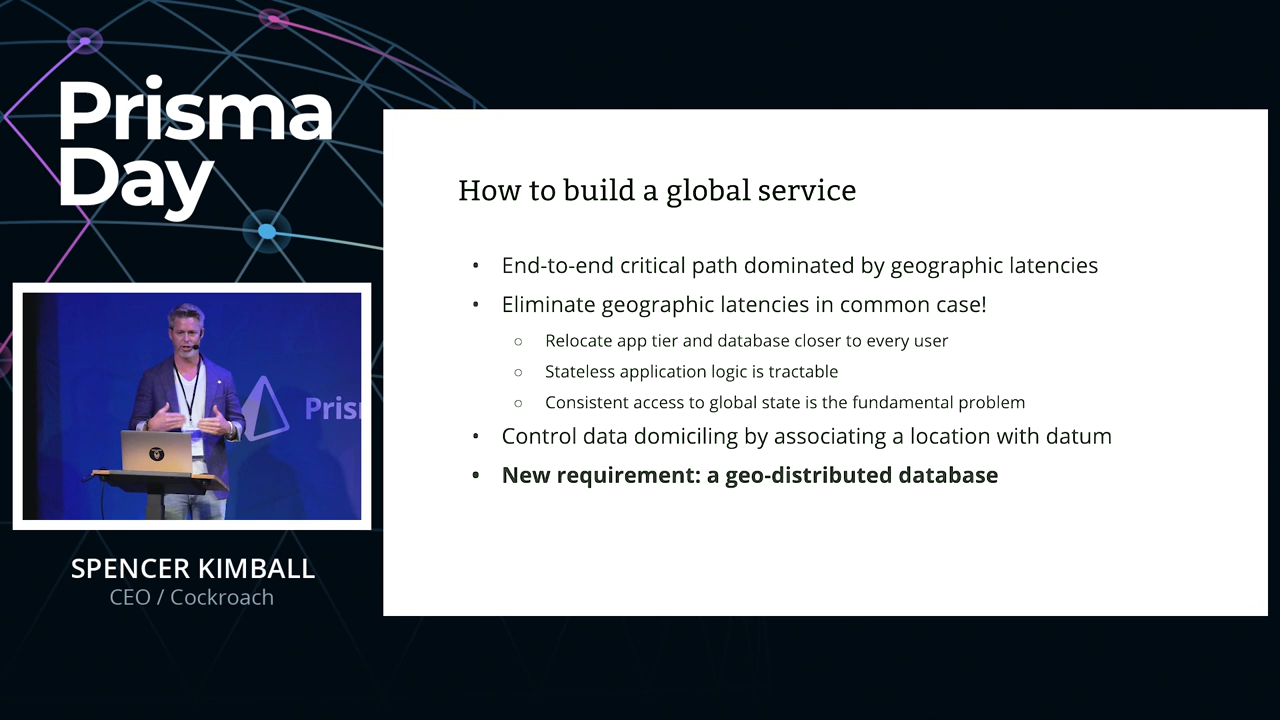 Prisma
Day
How to build a global service
• End-to-end critical path dominated by geographic latencies
• Eliminate geographic latencies in common case!
○ Relocate app tier and database closer to every user
○ Stateless application logic is tractable
○ Consistent access to global state is the fundamental problem
• Control data domiciling by associating a location with datum
• New requirement: a geo-distributed database
Pris
SPENCER KIMBALL
CEO / Cockroach